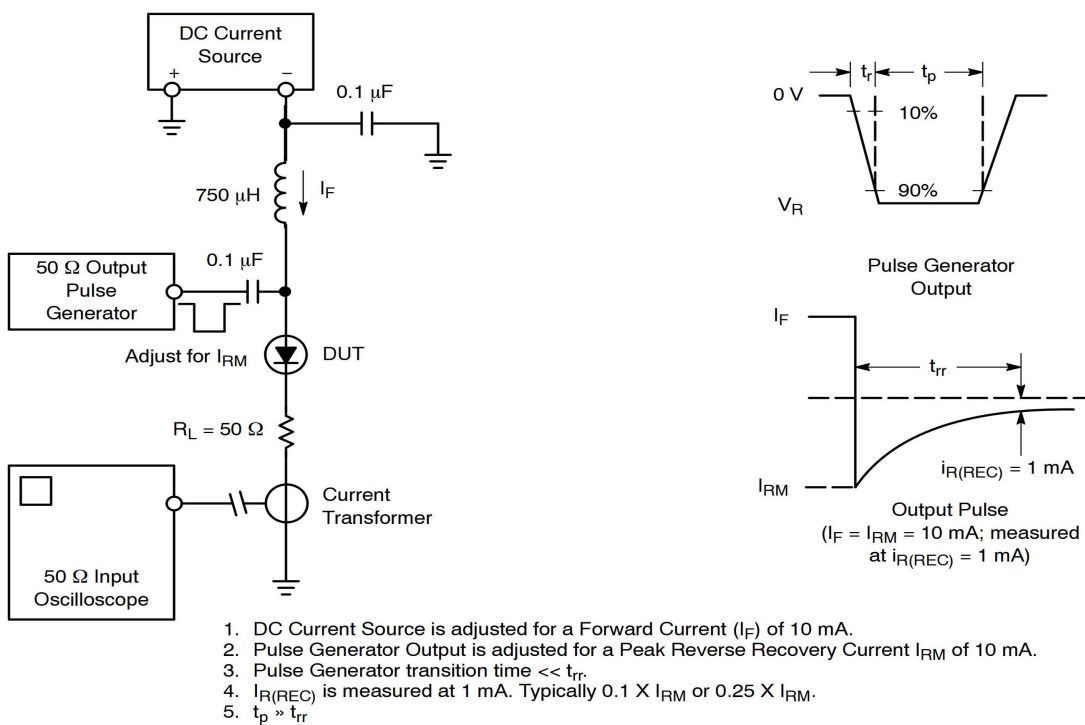 DC Current
Source
+
−
0.1 μF
750 μH
I_F
50 Ω Output
Pulse
Generator
0.1 μF
Adjust for I_RM
DUT
R_L = 50 Ω
Current
Transformer
50 Ω Input
Oscilloscope
t_r
t_p
0 V
10%
90%
V_R
Pulse Generator
Output
I_F
t_rr
i_R(REC) = 1 mA
I_RM
Output Pulse
(I_F = I_RM = 10 mA; measured
at i_R(REC) = 1 mA)
1. DC Current Source is adjusted for a Forward Current (I_F) of 10 mA.
2. Pulse Generator Output is adjusted for a Peak Reverse Recovery Current I_RM of 10 mA.
3. Pulse Generator transition time << t_rr.
4. I_R(REC) is measured at 1 mA. Typically 0.1 X I_RM or 0.25 X I_RM.
5. t_p » t_rr